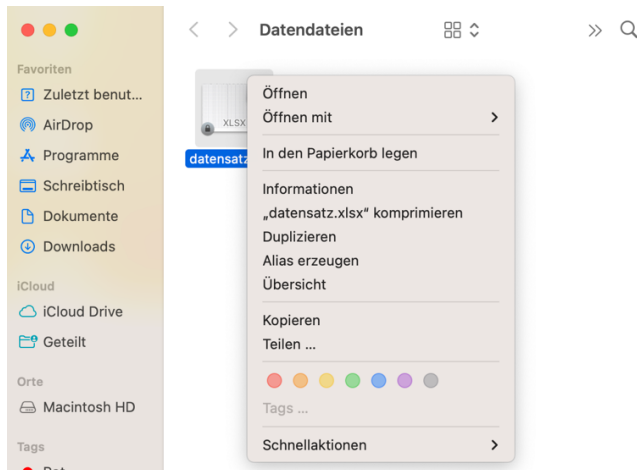 Datendateien
Favoriten
Zuletzt benut...
AirDrop
Programme
Schreibtisch
Dokumente
Downloads
iCloud
iCloud Drive
Geteilt
Orte
Macintosh HD
Tags
XLSX
datensatz
Öffnen
Öffnen mit
In den Papierkorb legen
Informationen
„datensatz.xlsx“ komprimieren
Duplizieren
Alias erzeugen
Übersicht
Kopieren
Teilen ...
Tags ...
Schnellaktionen